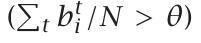 (∑_t b_i^t/N > θ)